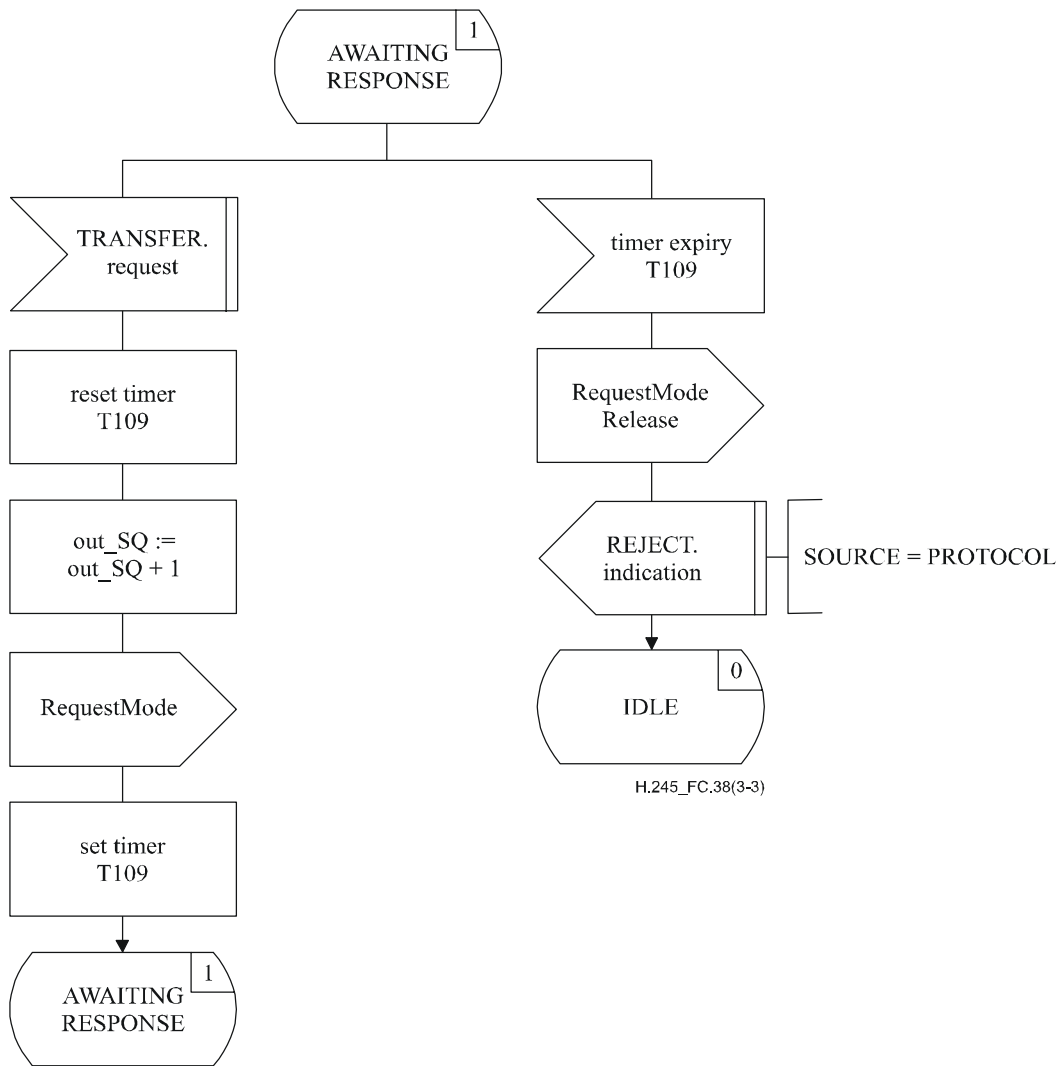 1
AWAITING
RESPONSE
TRANSFER.
request
reset timer
T109
out_SQ :=
out_SQ + 1
RequestMode
set timer
T109
1
AWAITING
RESPONSE
timer expiry
T109
RequestMode
Release
REJECT.
indication
SOURCE = PROTOCOL
0
IDLE
H.245_FC.38(3-3)